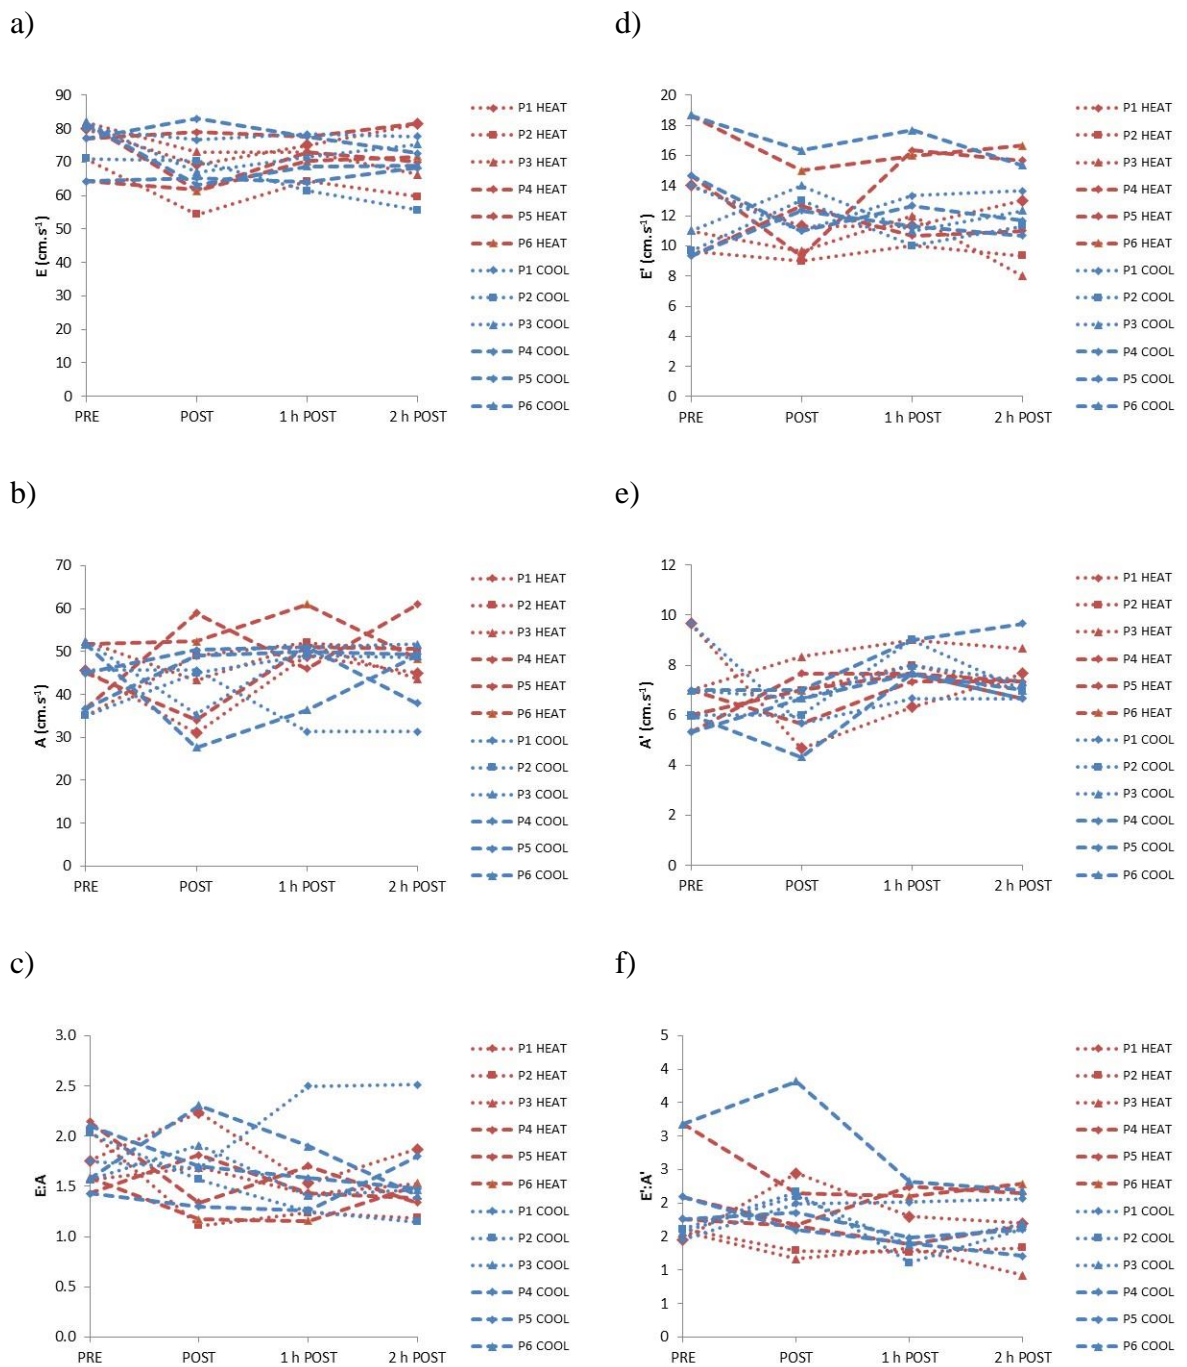 a)
E (cm.s⁻¹)
90
80
70
60
50
40
30
20
10
0
PRE
POST
1 h POST
2 h POST
P1 HEAT
P2 HEAT
P3 HEAT
P4 HEAT
P5 HEAT
P6 HEAT
P1 COOL
P2 COOL
P3 COOL
P4 COOL
P5 COOL
P6 COOL
d)
E' (cm.s⁻¹)
20
18
16
14
12
10
8
6
4
2
0
PRE
POST
1 h POST
2 h POST
P1 HEAT
P2 HEAT
P3 HEAT
P4 HEAT
P5 HEAT
P6 HEAT
P1 COOL
P2 COOL
P3 COOL
P4 COOL
P5 COOL
P6 COOL
b)
A (cm.s⁻¹)
70
60
50
40
30
20
10
0
PRE
POST
1 h POST
2 h POST
P1 HEAT
P2 HEAT
P3 HEAT
P4 HEAT
P5 HEAT
P6 HEAT
P1 COOL
P2 COOL
P3 COOL
P4 COOL
P5 COOL
P6 COOL
e)
A' (cm.s⁻¹)
12
10
8
6
4
2
0
PRE
POST
1 h POST
2 h POST
P1 HEAT
P2 HEAT
P3 HEAT
P4 HEAT
P5 HEAT
P6 HEAT
P1 COOL
P2 COOL
P3 COOL
P4 COOL
P5 COOL
P6 COOL
c)
E:A
3.0
2.5
2.0
1.5
1.0
0.5
0.0
PRE
POST
1 h POST
2 h POST
P1 HEAT
P2 HEAT
P3 HEAT
P4 HEAT
P5 HEAT
P6 HEAT
P1 COOL
P2 COOL
P3 COOL
P4 COOL
P5 COOL
P6 COOL
f)
E':A'
5
4
4
3
3
2
2
1
1
0
PRE
POST
1 h POST
2 h POST
P1 HEAT
P2 HEAT
P3 HEAT
P4 HEAT
P5 HEAT
P6 HEAT
P1 COOL
P2 COOL
P3 COOL
P4 COOL
P5 COOL
P6 COOL